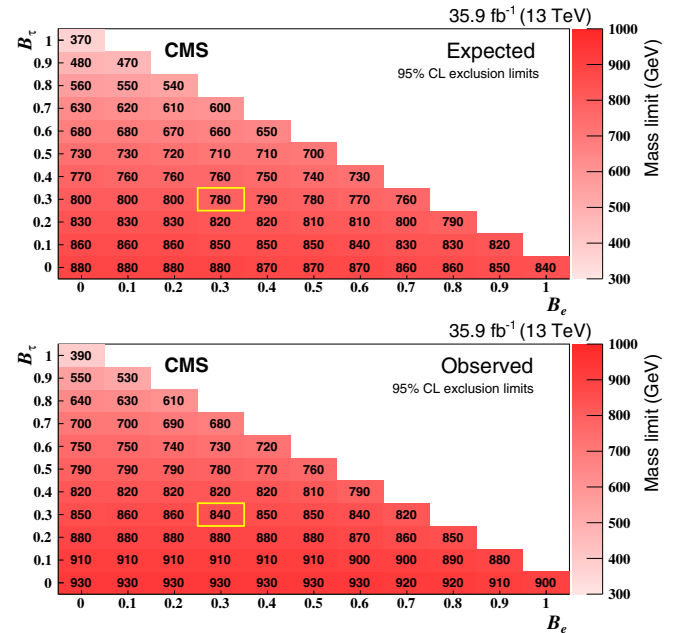 35.9 fb⁻¹ (13 TeV)
B_τ
CMS
Expected
95% CL exclusion limits
1 370
0.9 480 470
0.8 560 550 540
0.7 630 620 610 600
0.6 680 680 670 660 650
0.5 730 730 720 710 710 700
0.4 770 760 760 760 750 740 730
0.3 800 800 800 780 790 780 770 760
0.2 830 830 830 820 820 810 810 800 790
0.1 860 860 860 850 850 850 840 830 830 820
0 880 880 880 880 870 870 870 860 860 850 840
0 0.1 0.2 0.3 0.4 0.5 0.6 0.7 0.8 0.9 1
B_e
1000
900
800
700
600
500
400
300
Mass limit (GeV)
35.9 fb⁻¹ (13 TeV)
B_τ
CMS
Observed
95% CL exclusion limits
1 390
0.9 550 530
0.8 640 630 610
0.7 700 700 690 680
0.6 750 750 740 730 720
0.5 790 790 790 780 770 760
0.4 820 820 820 820 820 810 790
0.3 850 860 860 840 850 850 840 820
0.2 880 880 880 880 880 880 870 860 850
0.1 910 910 910 910 910 910 900 900 890 880
0 930 930 930 930 930 930 930 920 920 910 900
0 0.1 0.2 0.3 0.4 0.5 0.6 0.7 0.8 0.9 1
B_e
1000
900
800
700
600
500
400
300
Mass limit (GeV)